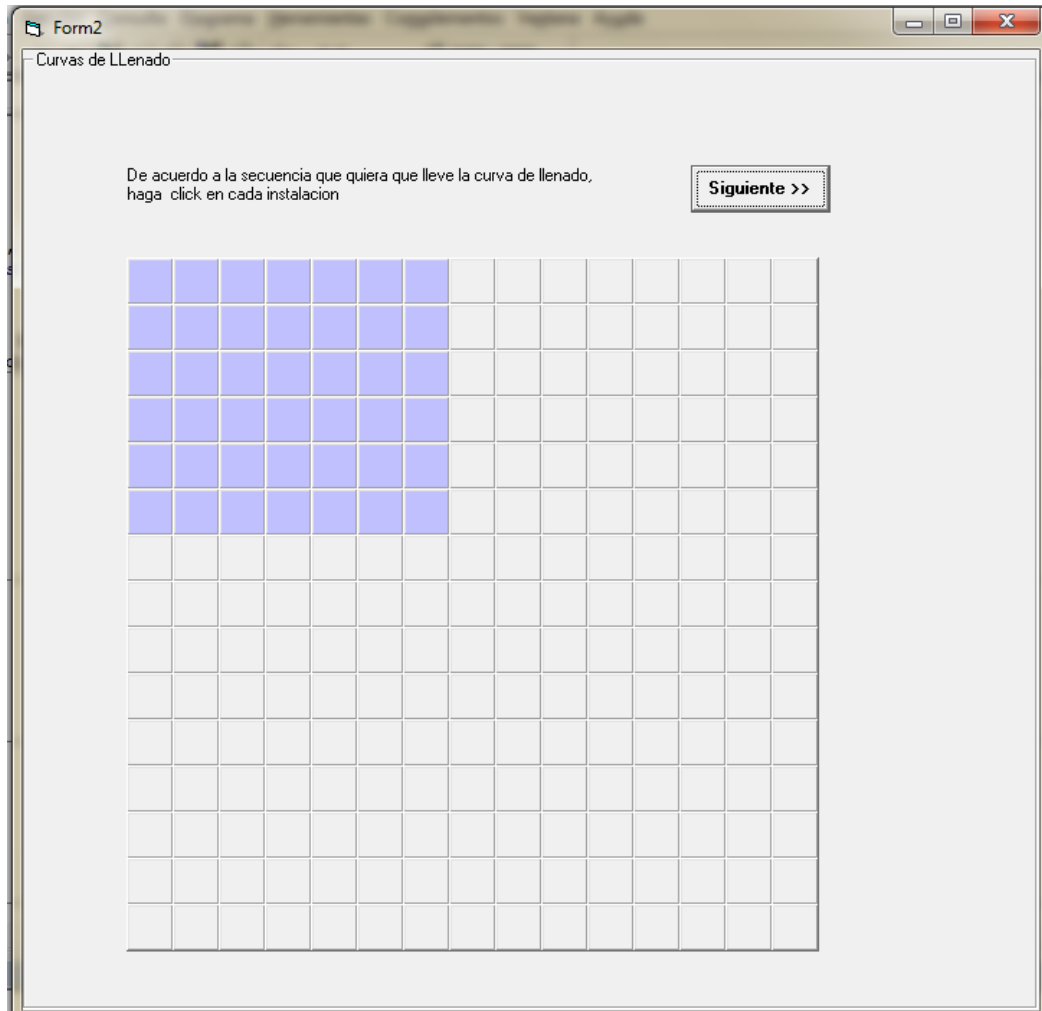 Form2
Curvas de LLenado
De acuerdo a la secuencia que quiera que lleve la curva de llenado,
haga click en cada instalacion
Siguiente >>